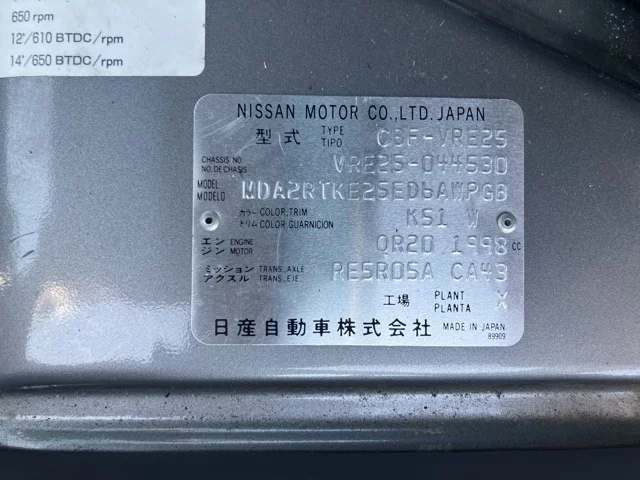 650 rpm
12°/610 BTDC/rpm
14°/650 BTDC/rpm
NISSAN MOTOR CO.,LTD. JAPAN
型式 TYPE TIPO CBF-VRE25
CHASSIS NO NO.DE CHASIS VRE25-044530
MODEL MODELO MDA2RTKE25EDbAWPGB
カラー COLOR,TRIM トリム COLOR,GUARNICION K51 W
エンジン ENGINE MOTOR QR20 1998 cc
ミッション アクスル TRANS.,AXLE TRANS.,EJE RE5R05A CA43
工場 PLANT PLANTA X
日産自動車株式会社 MADE IN JAPAN
89909